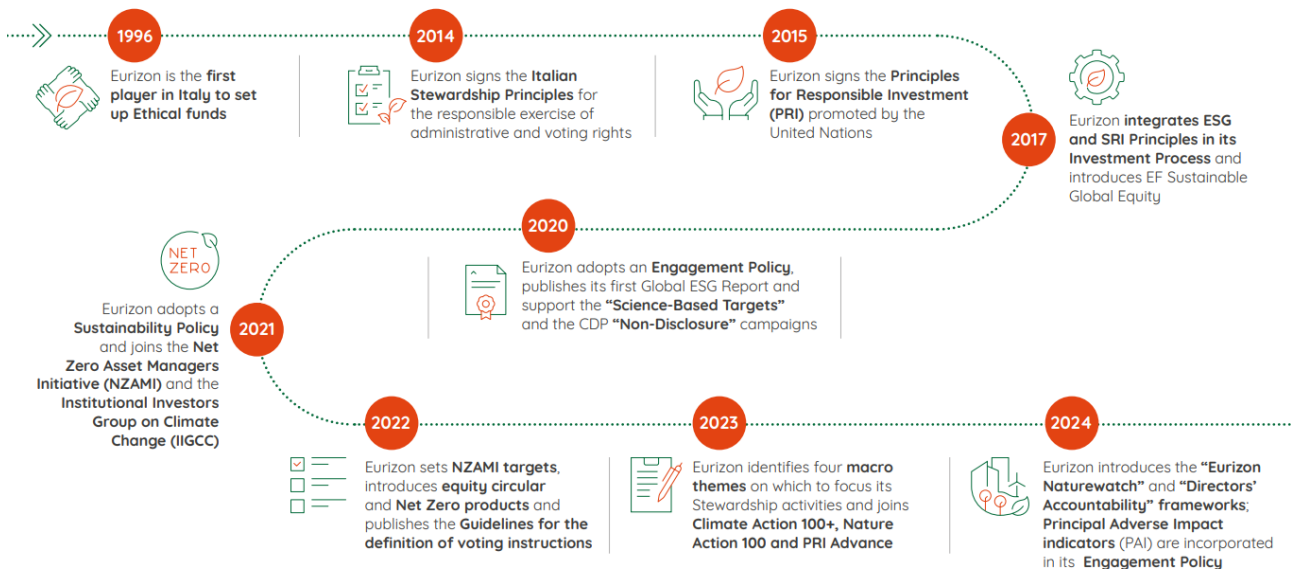 1996
Eurizon is the first
player in Italy to set
up Ethical funds
2014
Eurizon signs the Italian
Stewardship Principles for
the responsible exercise of
administrative and voting rights
2015
Eurizon signs the Principles
for Responsible Investment
(PRI) promoted by the
United Nations
2017
Eurizon integrates ESG
and SRI Principles in its
Investment Process and
introduces EF Sustainable
Global Equity
2020
Eurizon adopts an Engagement Policy,
publishes its first Global ESG Report and
support the “Science-Based Targets”
and the CDP “Non-Disclosure” campaigns
NET
ZERO
2021
Eurizon adopts a
Sustainability Policy
and joins the Net
Zero Asset Managers
Initiative (NZAMI) and the
Institutional Investors
Group on Climate
Change (IIGCC)
2022
Eurizon sets NZAMI targets,
introduces equity circular
and Net Zero products and
publishes the Guidelines for the
definition of voting instructions
2023
Eurizon identifies four macro
themes on which to focus its
Stewardship activities and joins
Climate Action 100+, Nature
Action 100 and PRI Advance
2024
Eurizon introduces the “Eurizon
Naturewatch” and “Directors’
Accountability” frameworks;
Principal Adverse Impact
indicators (PAI) are incorporated
in its Engagement Policy